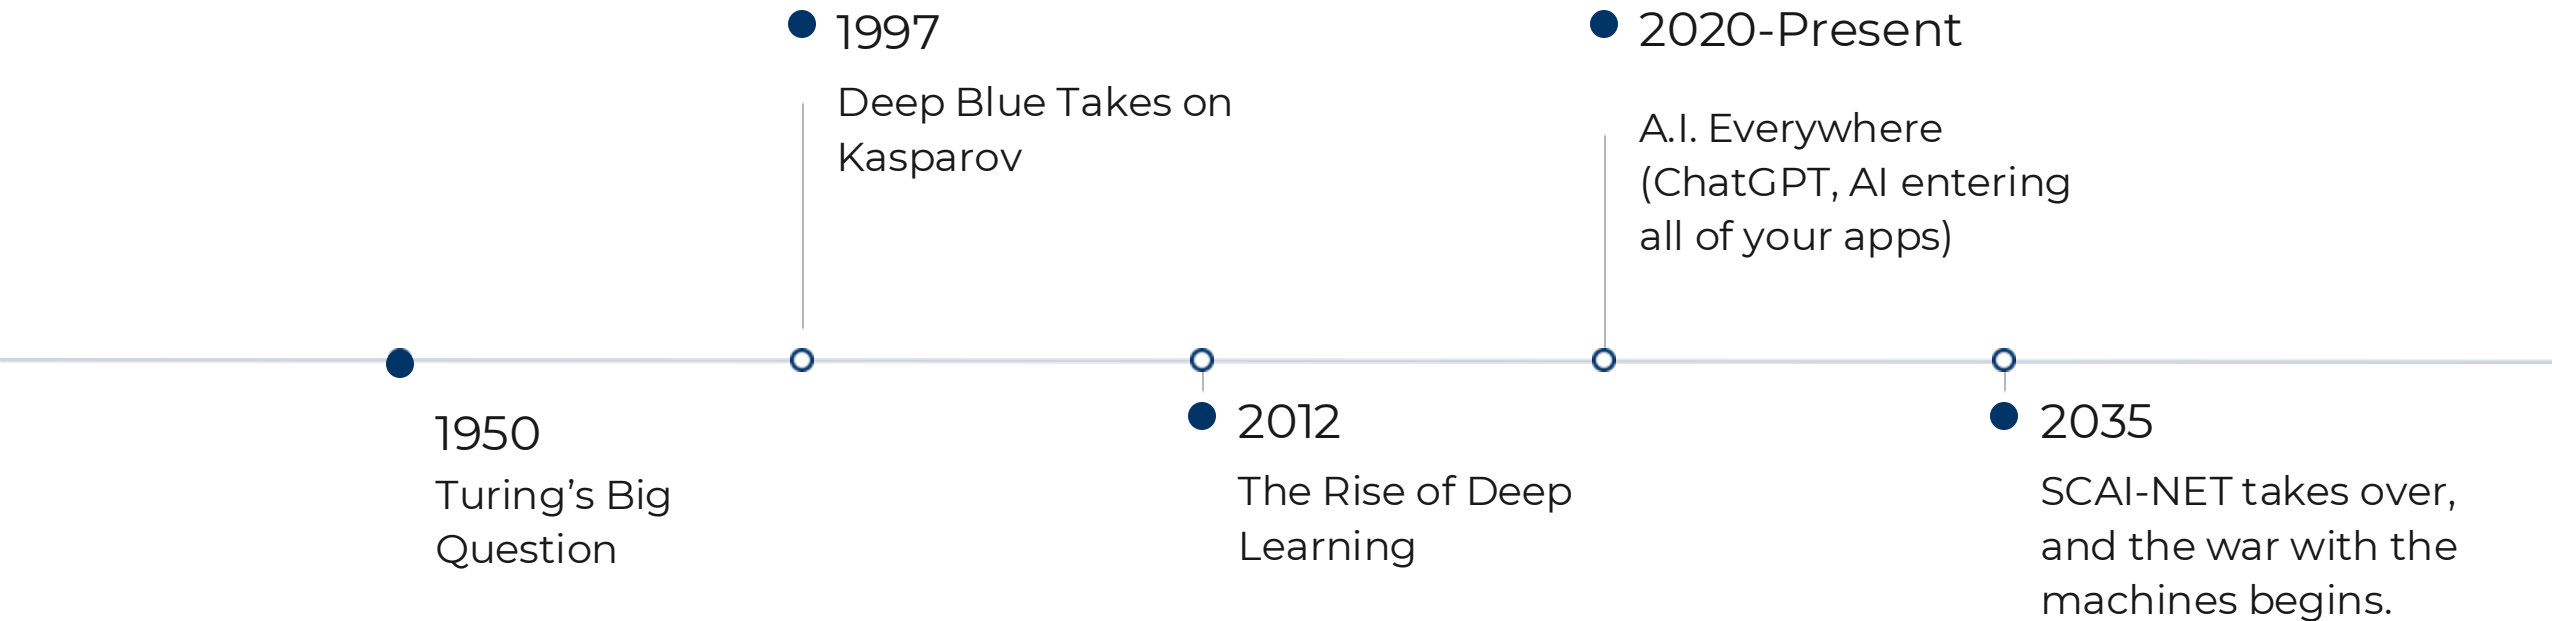 1997
Deep Blue Takes on
Kasparov
2020-Present
A.I. Everywhere
(ChatGPT, AI entering
all of your apps)
1950
Turing’s Big
Question
2012
The Rise of Deep
Learning
2035
SCAI-NET takes over,
and the war with the
machines begins.